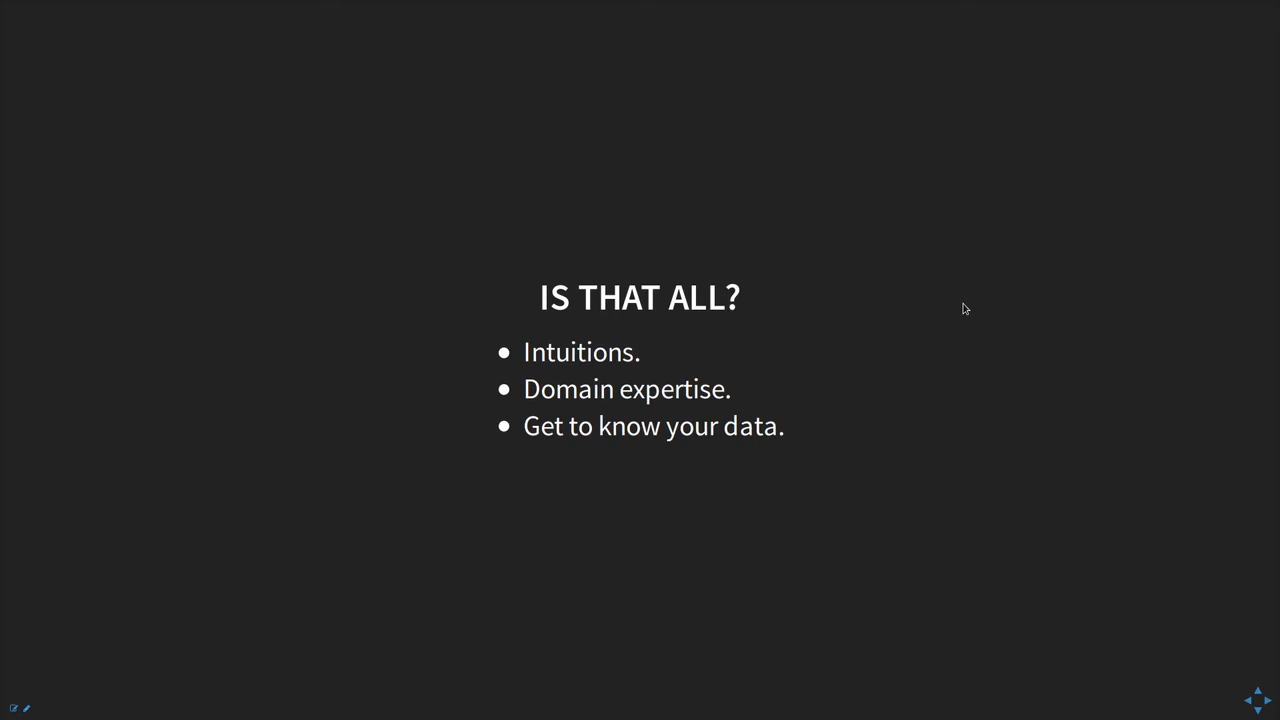 IS THAT ALL?
• Intuitions.
• Domain expertise.
• Get to know your data.